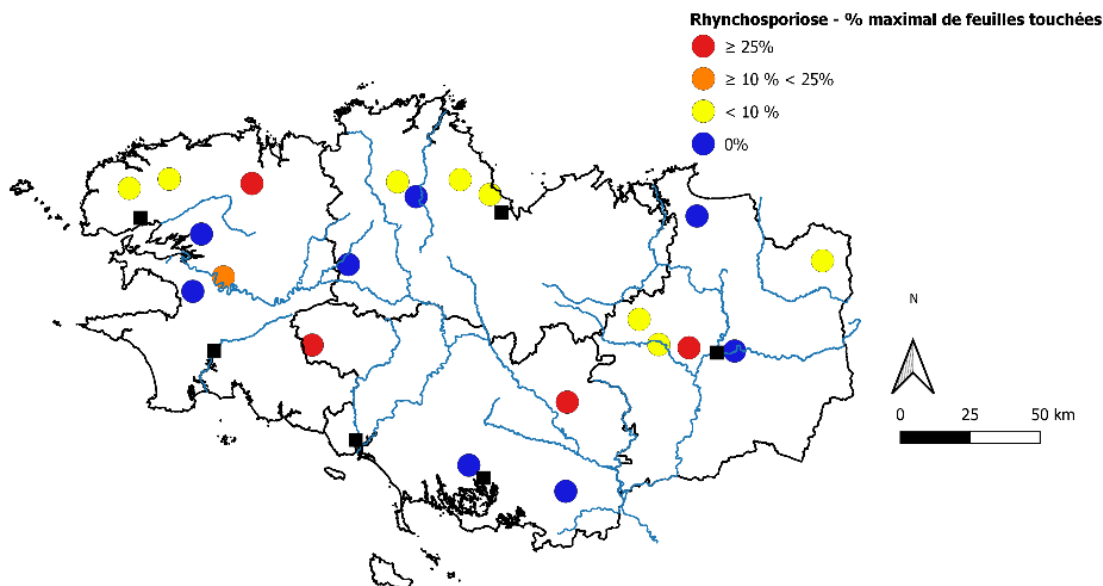 Rhynchosporiose - % maximal de feuilles touchées
≥ 25%
≥ 10 % < 25%
< 10 %
0%
N
0 25 50 km